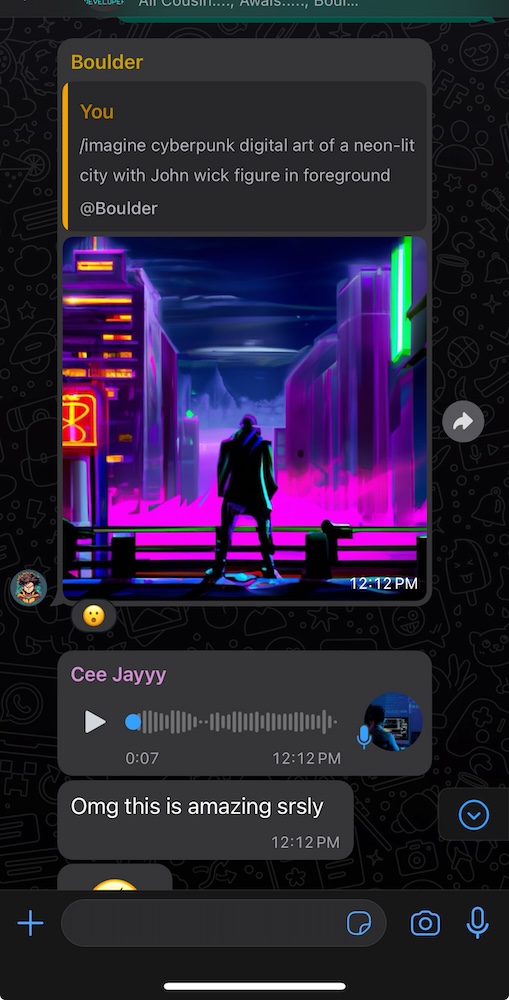 Ali Cousin...., Awais....., Boul...
Boulder
You
/imagine cyberpunk digital art of a neon-lit
city with John wick figure in foreground
@Boulder
12:12 PM
Cee Jayyy
0:07
12:12 PM
Omg this is amazing srsly
12:12 PM